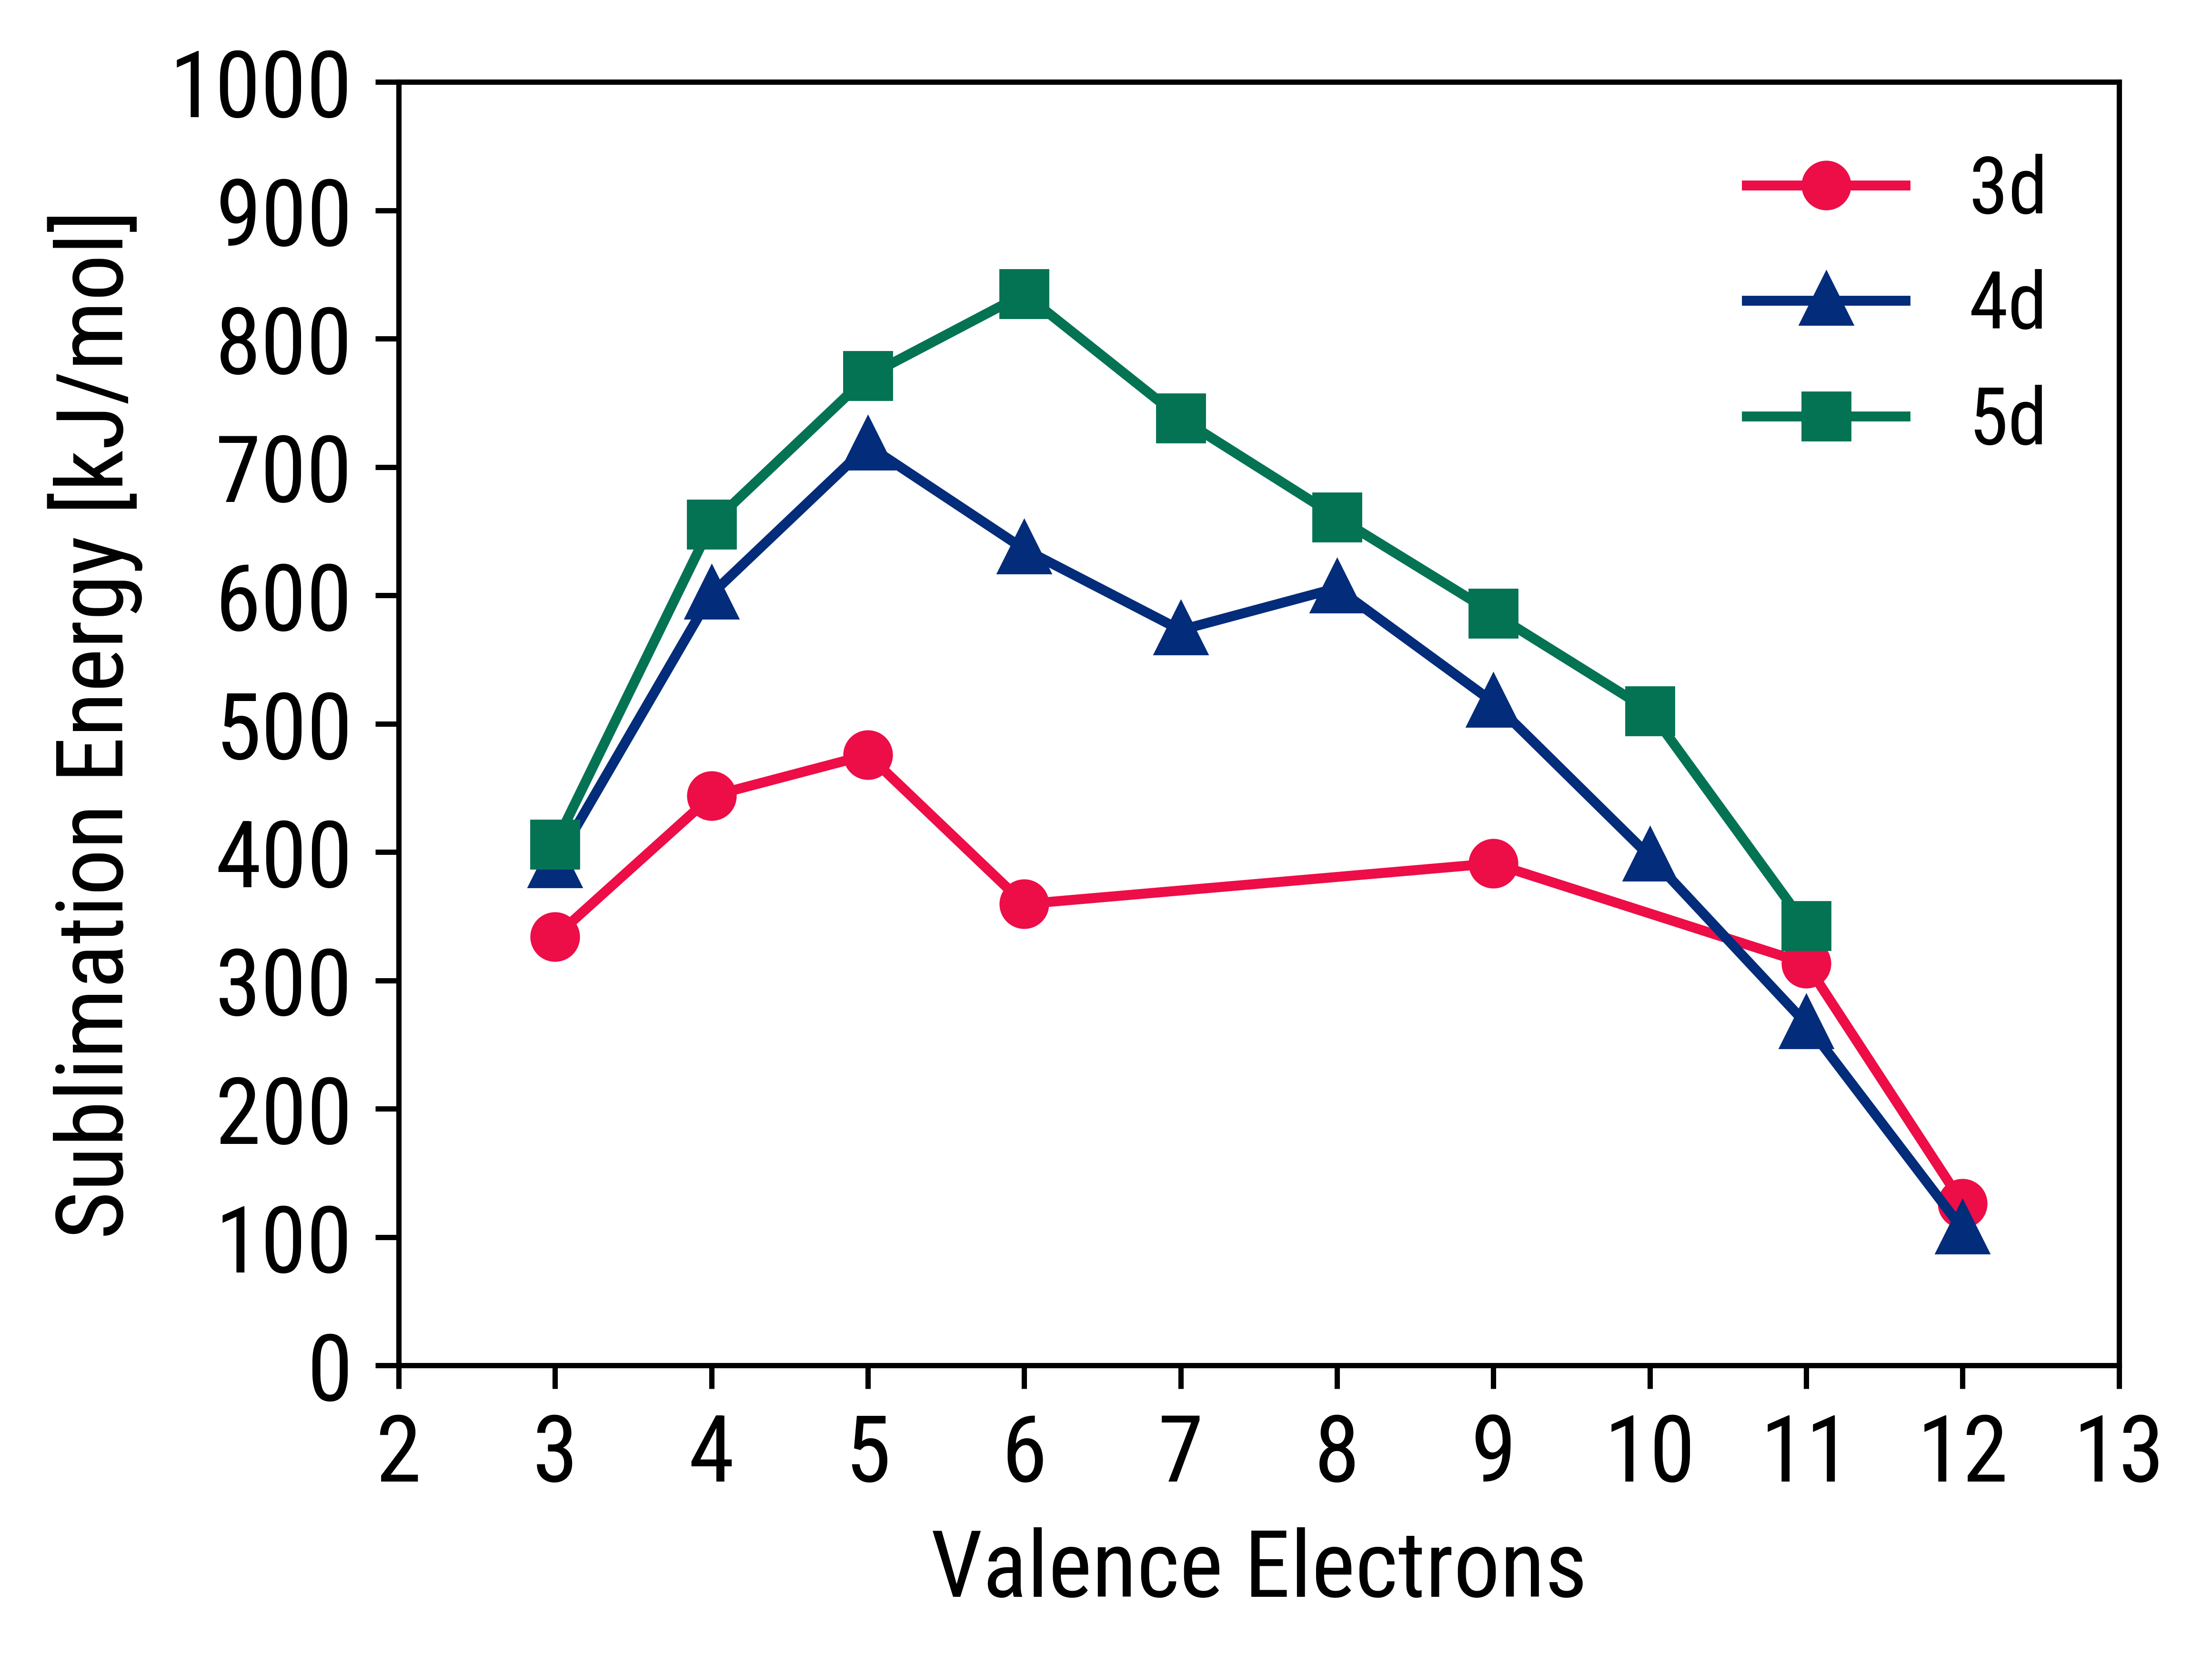 Sublimation Energy [kJ/mol]
1000
900
800
700
600
500
400
300
200
100
0
3d
4d
5d
2 3 4 5 6 7 8 9 10 11 12 13
Valence Electrons